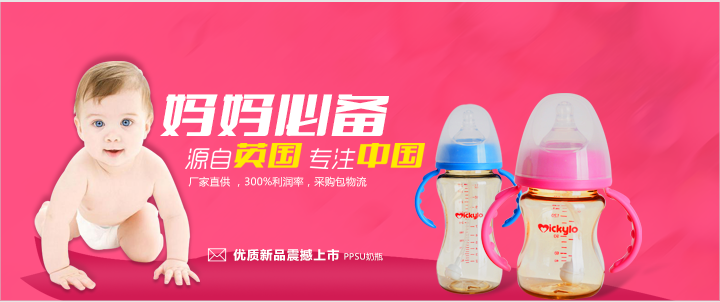 妈妈必备
源自英国 专注中国
厂家直供，300%利润率，采购包物流
优质新品震撼上市 PPSU奶瓶
Mickylo
Mickylo